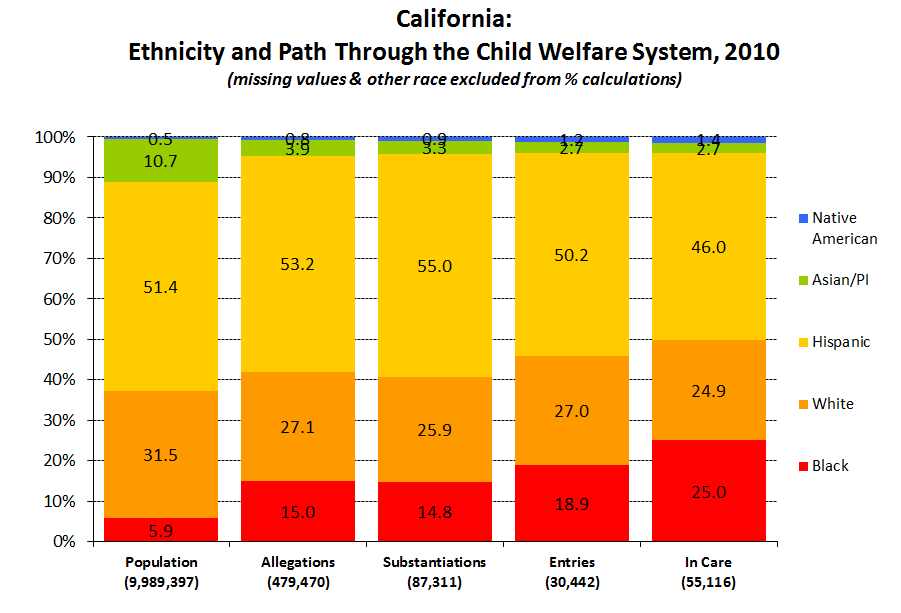 California:
Ethnicity and Path Through the Child Welfare System, 2010
(missing values & other race excluded from % calculations)
100%
90%
80%
70%
60%
50%
40%
30%
20%
10%
0%
0.5
10.7
51.4
31.5
5.9
0.8
3.9
53.2
27.1
15.0
0.9
3.3
55.0
25.9
14.8
1.2
2.7
50.2
27.0
18.9
1.4
2.7
46.0
24.9
25.0
Native
American
Asian/PI
Hispanic
White
Black
Population
(9,989,397)
Allegations
(479,470)
Substantiations
(87,311)
Entries
(30,442)
In Care
(55,116)